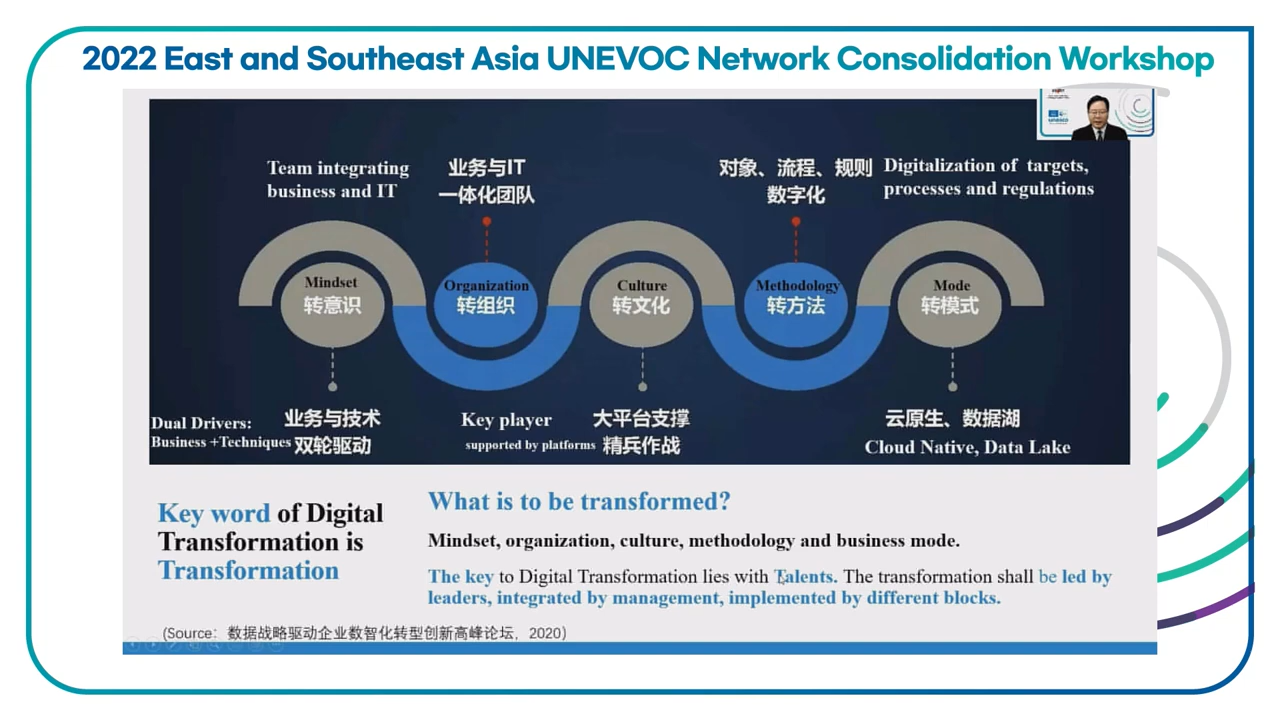 2022 East and Southeast Asia UNEVOC Network Consolidation Workshop
Team integrating
business and IT
业务与IT
一体化团队
对象、流程、规则
数字化
Digitalization of targets,
processes and regulations
Mindset
转意识
Organization
转组织
Culture
转文化
Methodology
转方法
Mode
转模式
Dual Drivers:
Business +Techniques
业务与技术
双轮驱动
Key player
supported by platforms
大平台支撑
精兵作战
云原生、数据湖
Cloud Native, Data Lake
Key word of Digital
Transformation is
Transformation
What is to be transformed?
Mindset, organization, culture, methodology and business mode.
The key to Digital Transformation lies with Talents. The transformation shall be led by
leaders, integrated by management, implemented by different blocks.
(Source: 数据战略驱动企业数智化转型创新高峰论坛, 2020)